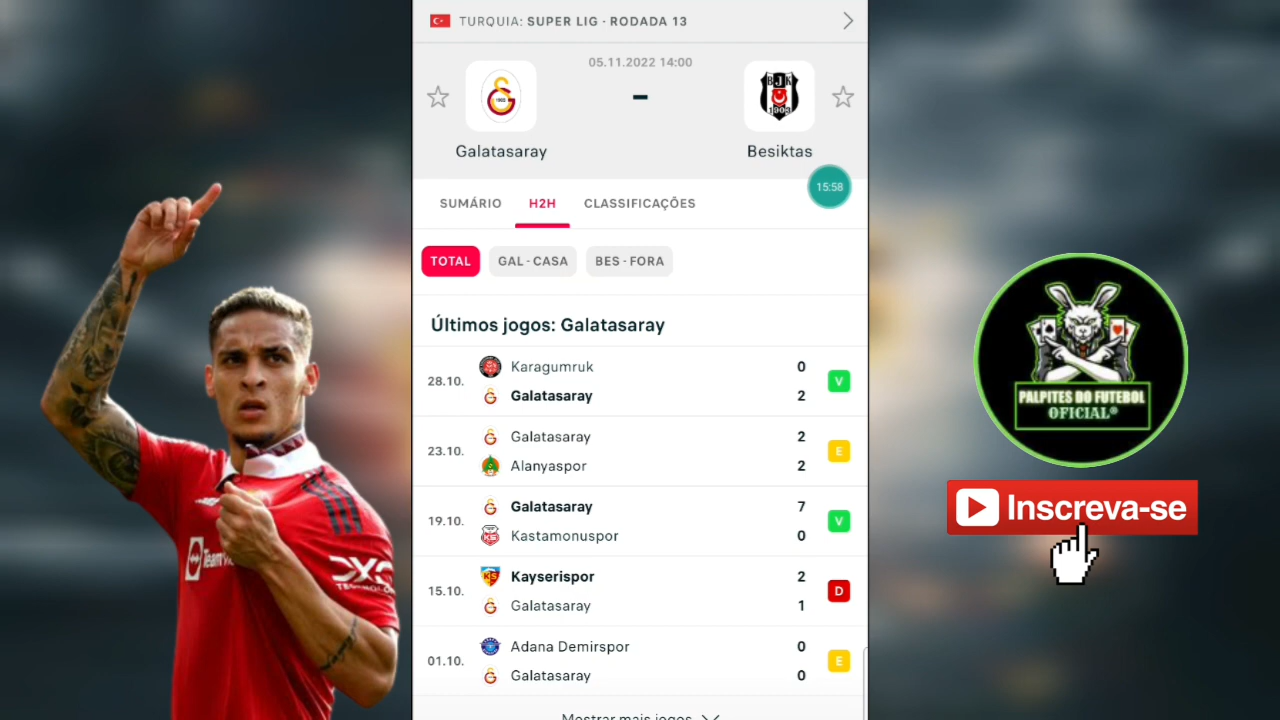 TURQUIA: SUPER LIG - RODADA 13
05.11.2022 14:00
-
Galatasaray
Besiktas
15:58
SUMÁRIO H2H CLASSIFICAÇÕES
TOTAL GAL - CASA BES - FORA
Últimos jogos: Galatasaray
28.10. Karagumruk 0 V
Galatasaray 2
23.10. Galatasaray 2 E
Alanyaspor 2
19.10. Galatasaray 7 V
Kastamonuspor 0
15.10. Kayserispor 2 D
Galatasaray 1
01.10. Adana Demirspor 0 E
Galatasaray 0
Mostrar mais jogos
BJK
1903
PALPITES DO FUTEBOL
OFICIAL®
Inscreva-se